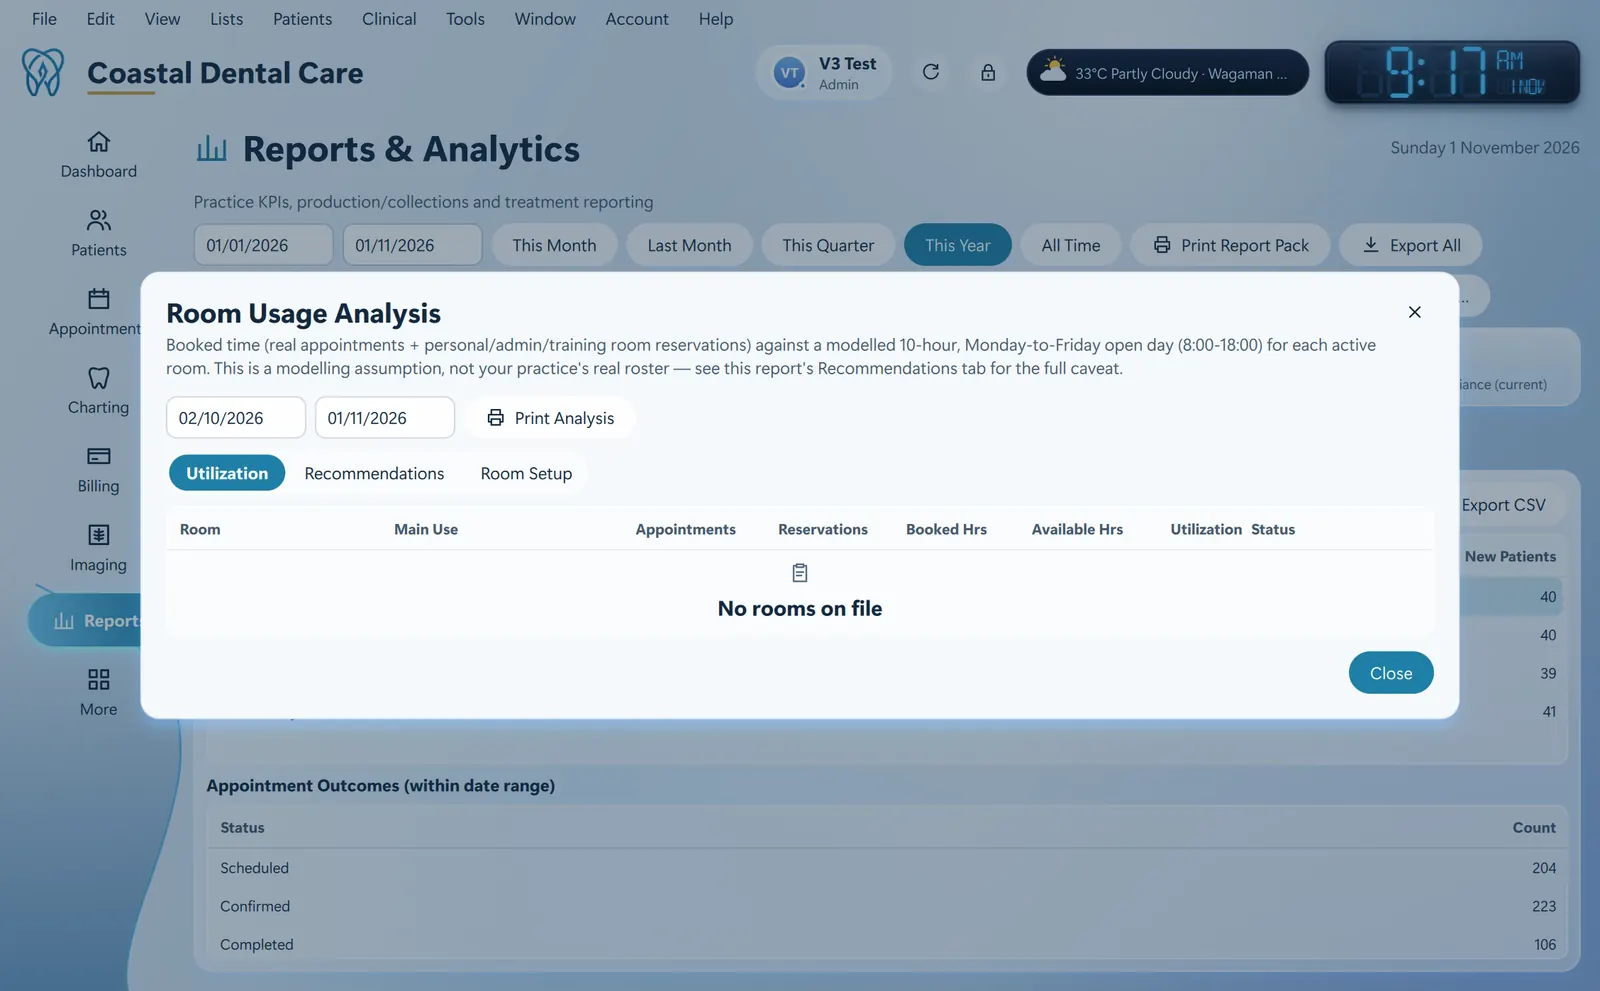 File Edit View Lists Patients Clinical Tools Window Account Help
Coastal Dental Care
VT
V3 Test
Admin
33°C Partly Cloudy · Wagaman ...
9:17 AM
1 NOV
Dashboard
Patients
Appointment
Charting
Billing
Imaging
Report
More
Reports & Analytics
Sunday 1 November 2026
Practice KPIs, production/collections and treatment reporting
01/01/2026 01/11/2026 This Month Last Month This Quarter This Year All Time Print Report Pack Export All
...
iance (current)
Export CSV
New Patients
40
40
39
41
Room Usage Analysis
Booked time (real appointments + personal/admin/training room reservations) against a modelled 10-hour, Monday-to-Friday open day (8:00-18:00) for each active
room. This is a modelling assumption, not your practice's real roster — see this report's Recommendations tab for the full caveat.
02/10/2026 01/11/2026 Print Analysis
Utilization Recommendations Room Setup
Room Main Use Appointments Reservations Booked Hrs Available Hrs Utilization Status
No rooms on file
Close
Appointment Outcomes (within date range)
Status Count
Scheduled 204
Confirmed 223
Completed 106